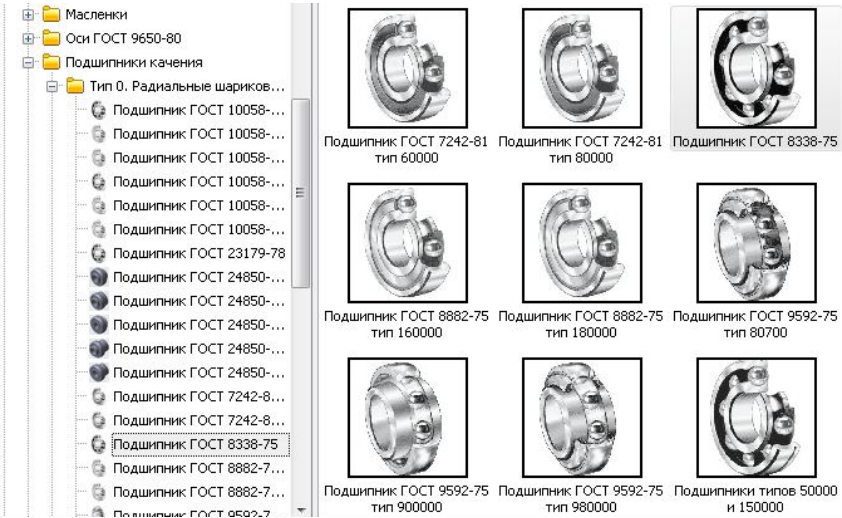 Масленки
Оси ГОСТ 9650-80
Подшипники качения
Тип 0. Радиальные шариков...
Подшипник ГОСТ 10058-...
Подшипник ГОСТ 10058-...
Подшипник ГОСТ 10058-...
Подшипник ГОСТ 10058-...
Подшипник ГОСТ 10058-...
Подшипник ГОСТ 10058-...
Подшипник ГОСТ 23179-78
Подшипник ГОСТ 24850-...
Подшипник ГОСТ 24850-...
Подшипник ГОСТ 24850-...
Подшипник ГОСТ 24850-...
Подшипник ГОСТ 24850-...
Подшипник ГОСТ 7242-8...
Подшипник ГОСТ 7242-8...
Подшипник ГОСТ 8338-75
Подшипник ГОСТ 8882-7...
Подшипник ГОСТ 8882-7...
Подшипник ГОСТ 9592-7...
Подшипник ГОСТ 7242-81
тип 60000
Подшипник ГОСТ 7242-81
тип 80000
Подшипник ГОСТ 8338-75
Подшипник ГОСТ 8882-75
тип 160000
Подшипник ГОСТ 8882-75
тип 180000
Подшипник ГОСТ 9592-75
тип 80700
Подшипник ГОСТ 9592-75
тип 900000
Подшипник ГОСТ 9592-75
тип 980000
Подшипники типов 50000
и 150000